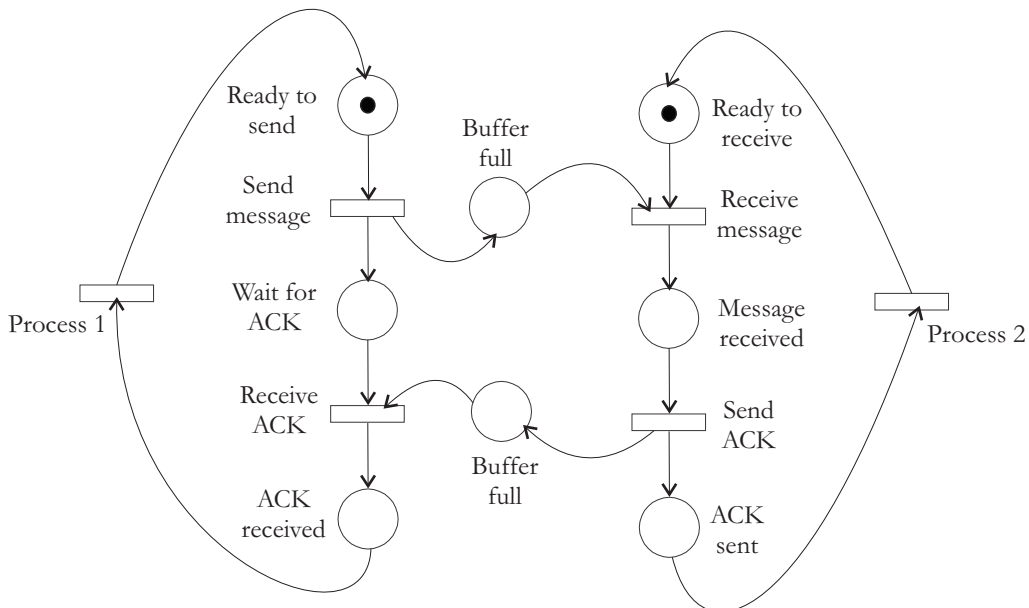 Ready to
send
Buffer
full
Ready to
receive
Send
message
Receive
message
Process 1
Wait for
ACK
Message
received
Process 2
Receive
ACK
Send
ACK
Buffer
full
ACK
received
ACK
sent